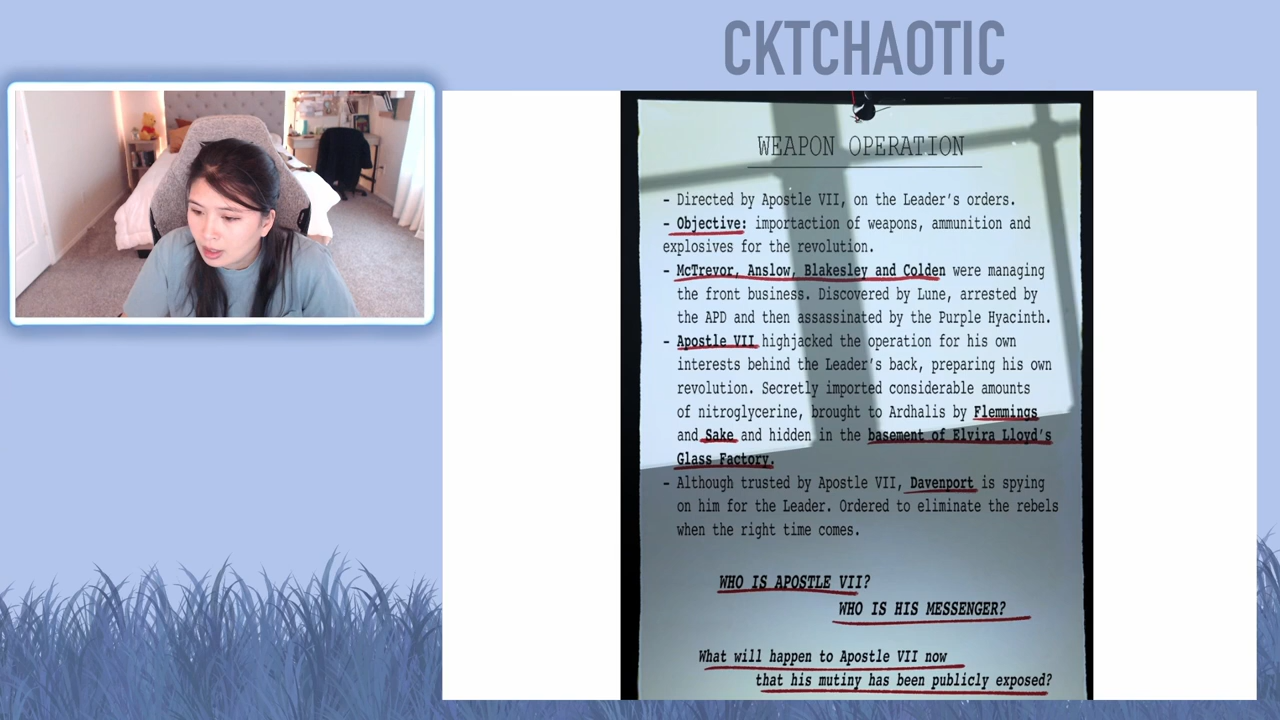 CKTCHAOTIC
WEAPON OPERATION
- Directed by Apostle VII, on the Leader's orders.
- Objective: importaction of weapons, ammunition and
explosives for the revolution.
- McTrevor, Anslow, Blakesley and Colden were managing
the front business. Discovered by Lune, arrested by
the APD and then assassinated by the Purple Hyacinth.
- Apostle VII highjacked the operation for his own
interests behind the Leader's back, preparing his own
revolution. Secretly imported considerable amounts
of nitroglycerine, brought to Ardhalis by Flemmings
and Sake and hidden in the basement of Elvira Lloyd's
Glass Factory.
- Although trusted by Apostle VII, Davenport is spying
on him for the Leader. Ordered to eliminate the rebels
when the right time comes.
WHO IS APOSTLE VII?
WHO IS HIS MESSENGER?
What will happen to Apostle VII now
that his mutiny has been publicly exposed?